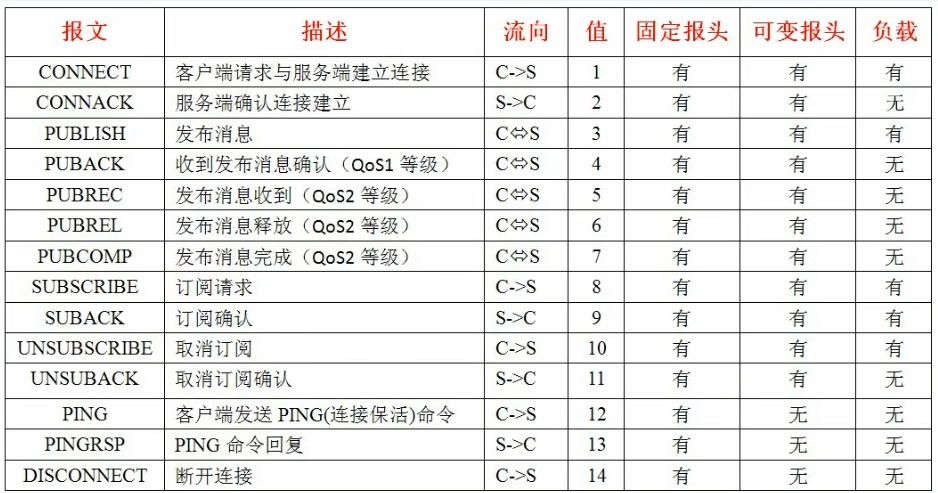 报文 描述 流向 值 固定报头 可变报头 负载
CONNECT 客户端请求与服务端建立连接 C->S 1 有 有 有
CONNACK 服务端确认连接建立 S->C 2 有 有 无
PUBLISH 发布消息 C⇔S 3 有 有 有
PUBACK 收到发布消息确认（QoS1 等级） C⇔S 4 有 有 无
PUBREC 发布消息收到（QoS2 等级） C⇔S 5 有 有 无
PUBREL 发布消息释放（QoS2 等级） C⇔S 6 有 有 无
PUBCOMP 发布消息完成（QoS2 等级） C⇔S 7 有 有 无
SUBSCRIBE 订阅请求 C->S 8 有 有 有
SUBACK 订阅确认 S->C 9 有 有 有
UNSUBSCRIBE 取消订阅 C->S 10 有 有 有
UNSUBACK 取消订阅确认 S->C 11 有 有 无
PING 客户端发送 PING(连接保活)命令 C->S 12 有 无 无
PINGRSP PING 命令回复 S->C 13 有 无 无
DISCONNECT 断开连接 C->S 14 有 无 无